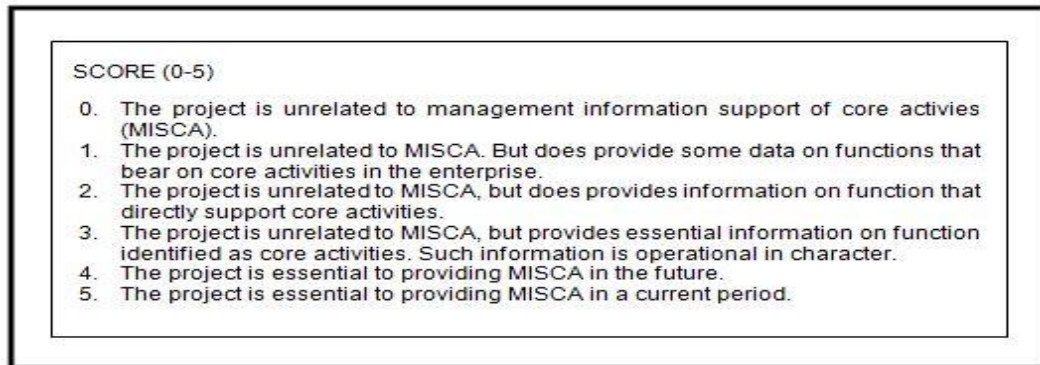 SCORE (0-5)
0. The project is unrelated to management information support of core activies
(MISCA).
1. The project is unrelated to MISCA. But does provide some data on functions that
bear on core activities in the enterprise.
2. The project is unrelated to MISCA, but does provides information on function that
directly support core activities.
3. The project is unrelated to MISCA, but provides essential information on function
identified as core activities. Such information is operational in character.
4. The project is essential to providing MISCA in the future.
5. The project is essential to providing MISCA in a current period.